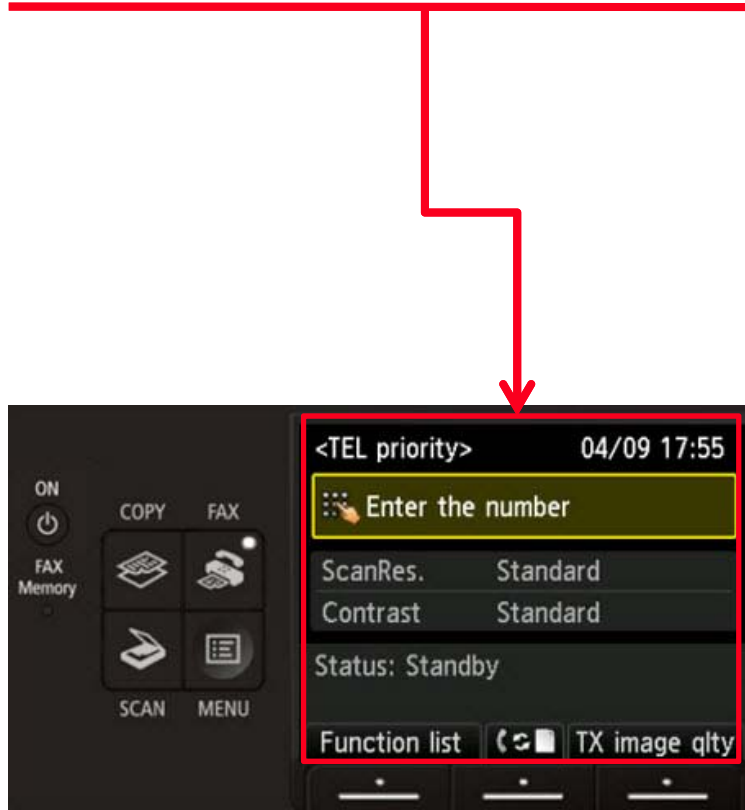 <TEL priority> 04/09 17:55
Enter the number
ScanRes. Standard
Contrast Standard
Status: Standby
Function list TX image qlty
ON
FAX
Memory
COPY FAX
SCAN MENU